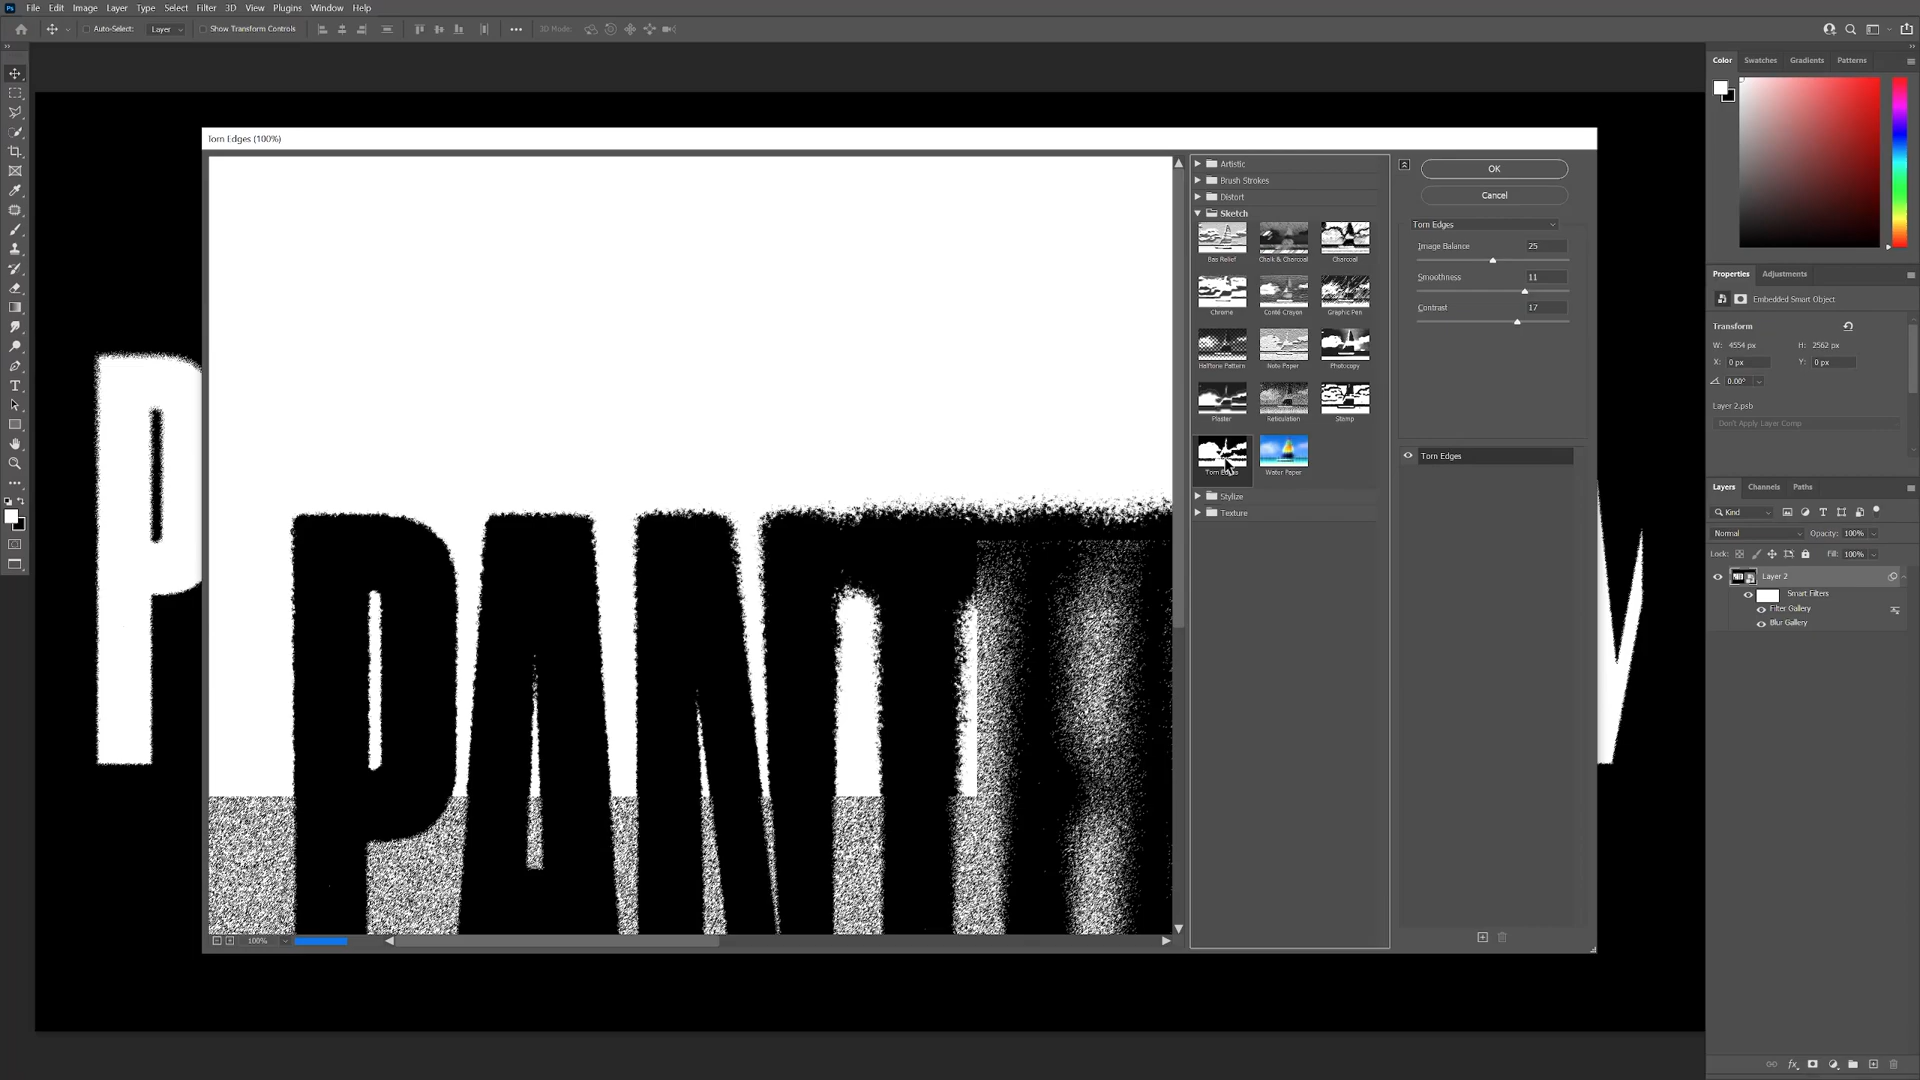 Ps File Edit Image Layer Type Select Filter 3D View Plugins Window Help
Auto-Select: Layer Show Transform Controls ••• 3D Mode:
Color Swatches Gradients Patterns
Torn Edges (100%)
Artistic
Brush Strokes
Distort
Sketch
Bas Relief Chalk & Charcoal Charcoal
Chrome Conté Crayon Graphic Pen
Halftone Pattern Note Paper Photocopy
Plaster Reticulation Stamp
Torn Edges Water Paper
Stylize
Texture
OK
Cancel
Torn Edges
Image Balance 25
Smoothness 11
Contrast 17
Torn Edges
P
PANT
100%
Properties Adjustments
Embedded Smart Object
Transform
W: 4554 px H: 2562 px
X: 0 px Y: 0 px
0.00°
Layer 2.psb
Don't Apply Layer Comp
Layers Channels Paths
Kind
Normal Opacity: 100%
Lock: Fill: 100%
Layer 2
Smart Filters
Filter Gallery
Blur Gallery
fx